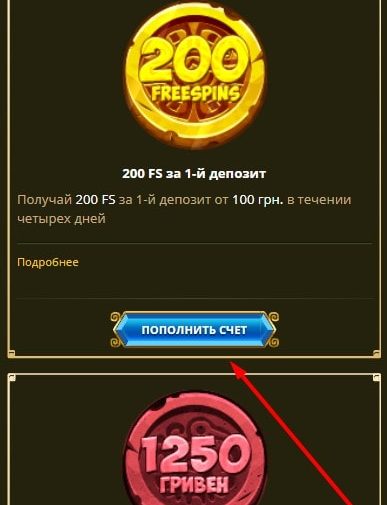 200
FREESPINS
200 FS за 1-й депозит
Получай 200 FS за 1-й депозит от 100 грн. в течении
четырех дней
Подробнее
ПОПОЛНИТЬ СЧЕТ
1250
ГРИВЕН